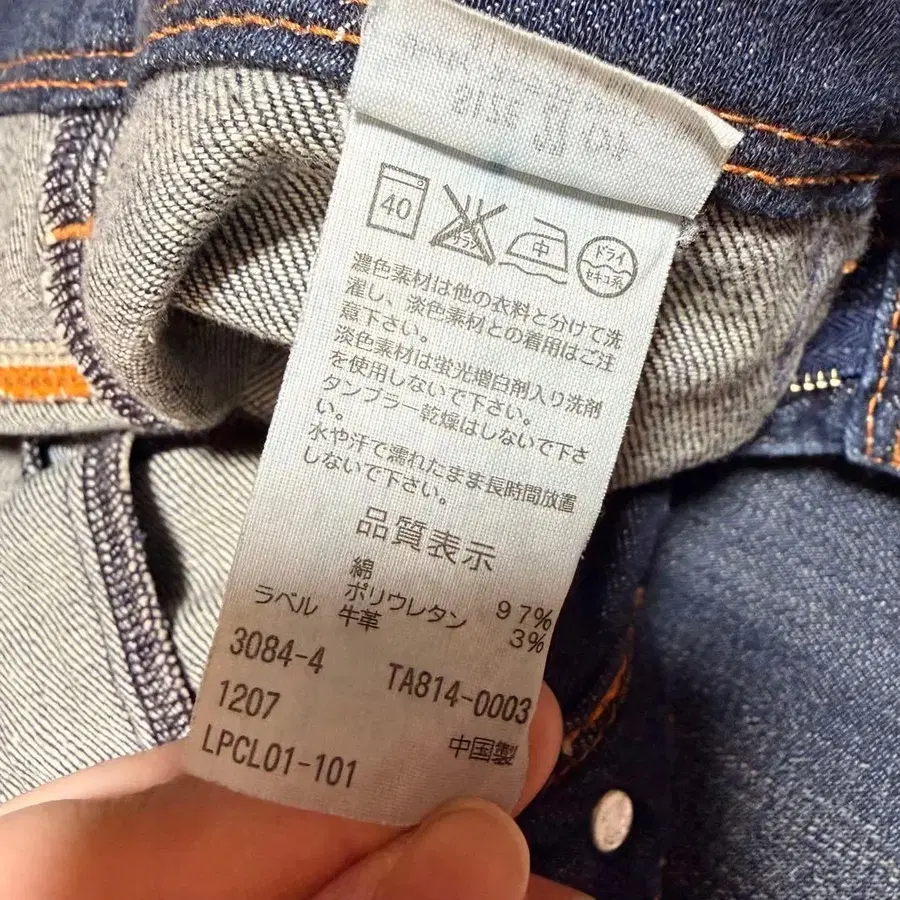 40
エンソ
サラシ
中
ドライ
セキユ系
濃色素材は他の衣料と分けて洗
濯し、淡色素材との着用はご注
意下さい。
淡色素材は蛍光増白剤入り洗剤
を使用しないで下さい。
タンブラー乾燥はしないで下さ
い。
水や汗で濡れたまま長時間放置
しないで下さい。
品質表示
綿 97%
ポリウレタン 3%
ラベル 牛革
3084-4 TA814-0003
1207
LPCL01-101 中国製